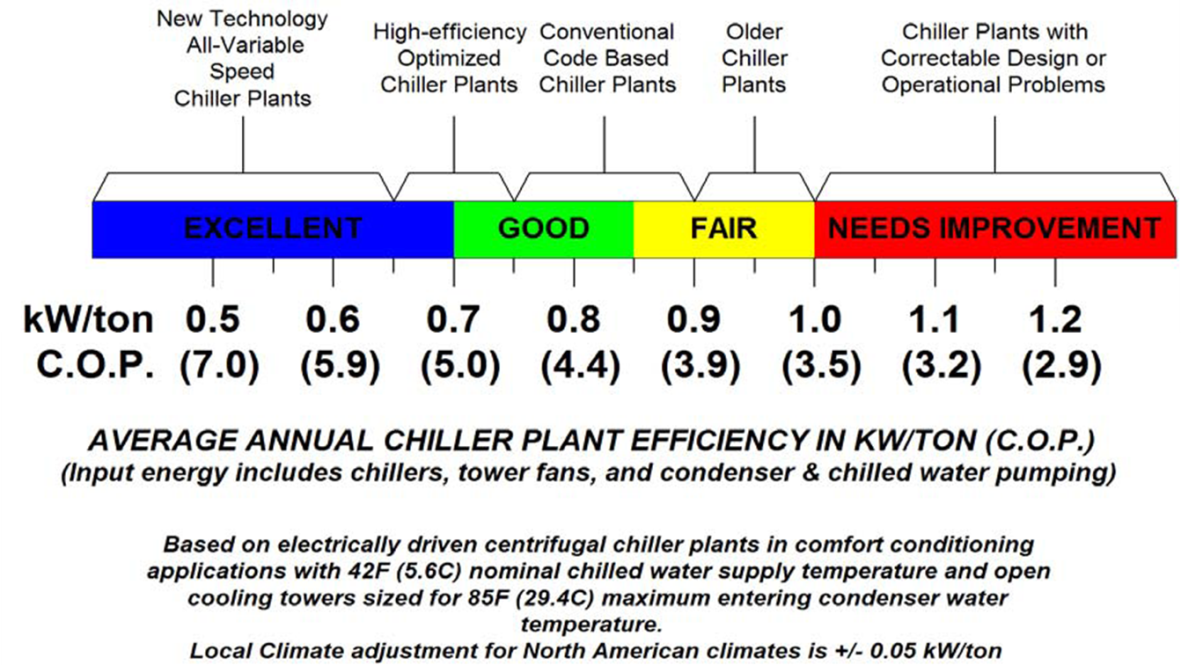 New Technology
All-Variable
Speed
Chiller Plants
High-efficiency
Optimized
Chiller Plants
Conventional
Code Based
Chiller Plants
Older
Chiller
Plants
Chiller Plants with
Correctable Design or
Operational Problems
EXCELLENT GOOD FAIR NEEDS IMPROVEMENT
kW/ton 0.5 0.6 0.7 0.8 0.9 1.0 1.1 1.2
C.O.P. (7.0) (5.9) (5.0) (4.4) (3.9) (3.5) (3.2) (2.9)
AVERAGE ANNUAL CHILLER PLANT EFFICIENCY IN KW/TON (C.O.P.)
(Input energy includes chillers, tower fans, and condenser & chilled water pumping)
Based on electrically driven centrifugal chiller plants in comfort conditioning
applications with 42F (5.6C) nominal chilled water supply temperature and open
cooling towers sized for 85F (29.4C) maximum entering condenser water
temperature.
Local Climate adjustment for North American climates is +/- 0.05 kW/ton